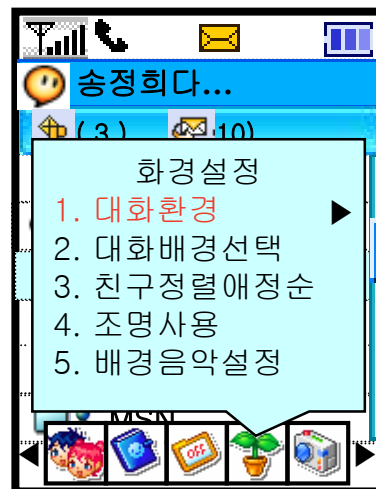 송정희다...
( 3 ) 10)
화경설정
1. 대화환경
2. 대화배경선택
3. 친구정렬애정순
4. 조명사용
5. 배경음악설정
MSN
OFF